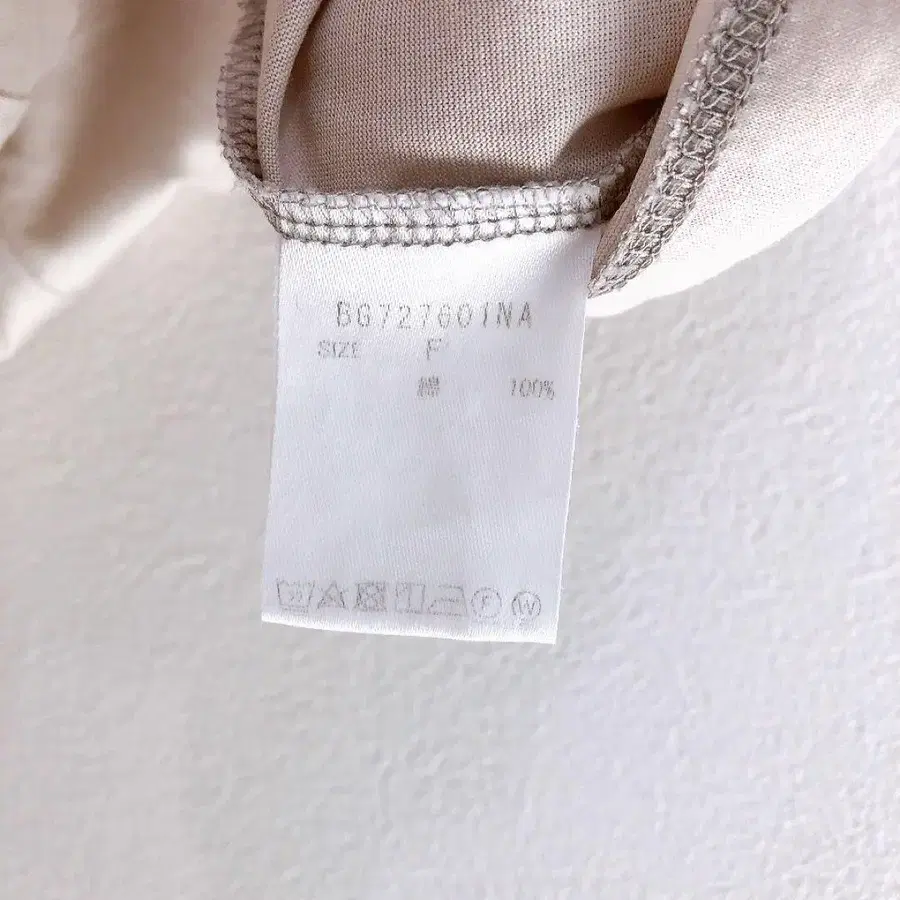 BG727601NA
SIZE F
綿 100%
F W